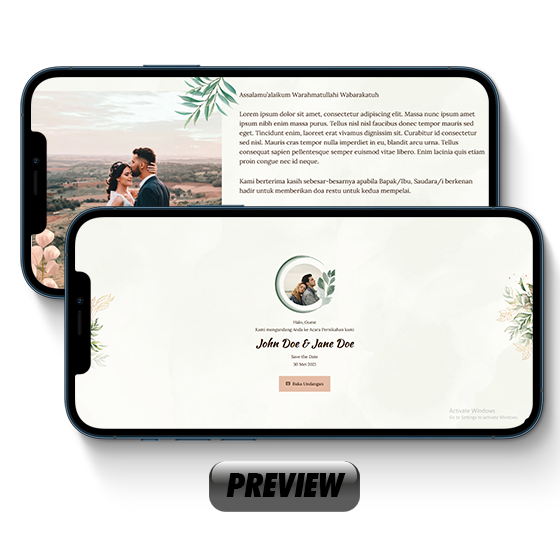 Assalamu'alaikum Warahmatullahi Wabarakatuh
Lorem ipsum dolor sit amet, consectetur adipiscing elit. Massa nunc ipsum amet
ipsum nibh enim massa purus. Tellus nisl nisl faucibus donec tempor mauris sed
eget. Tincidunt enim, laoreet erat vivamus dignissim sit. Curabitur id consectetur
sed nisl. Mauris cras tempor nulla imperdiet in eu, blandit arcu urna. Tellus
consequat sapien pellentesque semper euismod vitae libero. Enim lacinia quis etiam
proin congue nec id neque.
Kami berterima kasih sebesar-besarnya apabila Bapak/Ibu, Saudara/i berkenan
hadir untuk memberikan doa restu untuk kedua mempelai.
Halo, Guest
Kami mengundang Anda ke Acara Pernikahan kami
John Doe & Jane Doe
Save the Date
30 Mei 2025
Buka Undangan
Activate Windows
Go to Settings to activate Windows.
PREVIEW